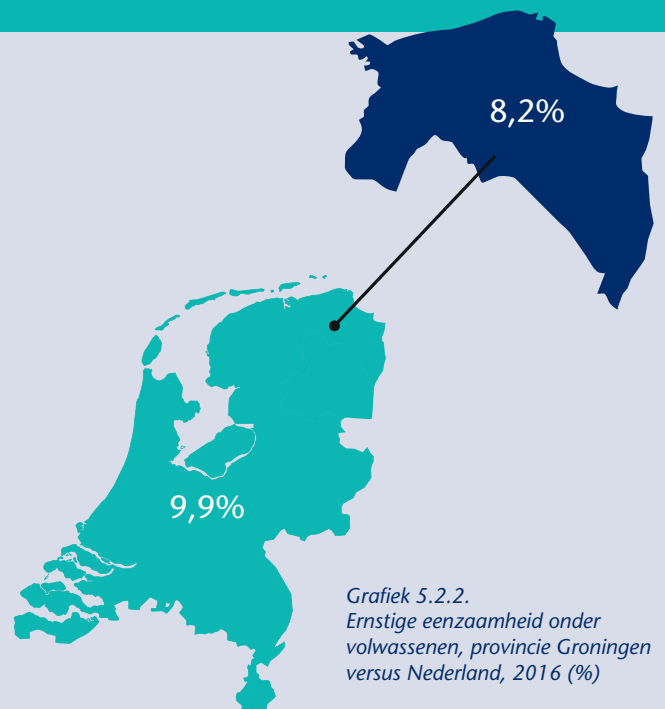 8,2%
9,9%
Grafiek 5.2.2.
Ernstige eenzaamheid onder
volwassenen, provincie Groningen
versus Nederland, 2016 (%)